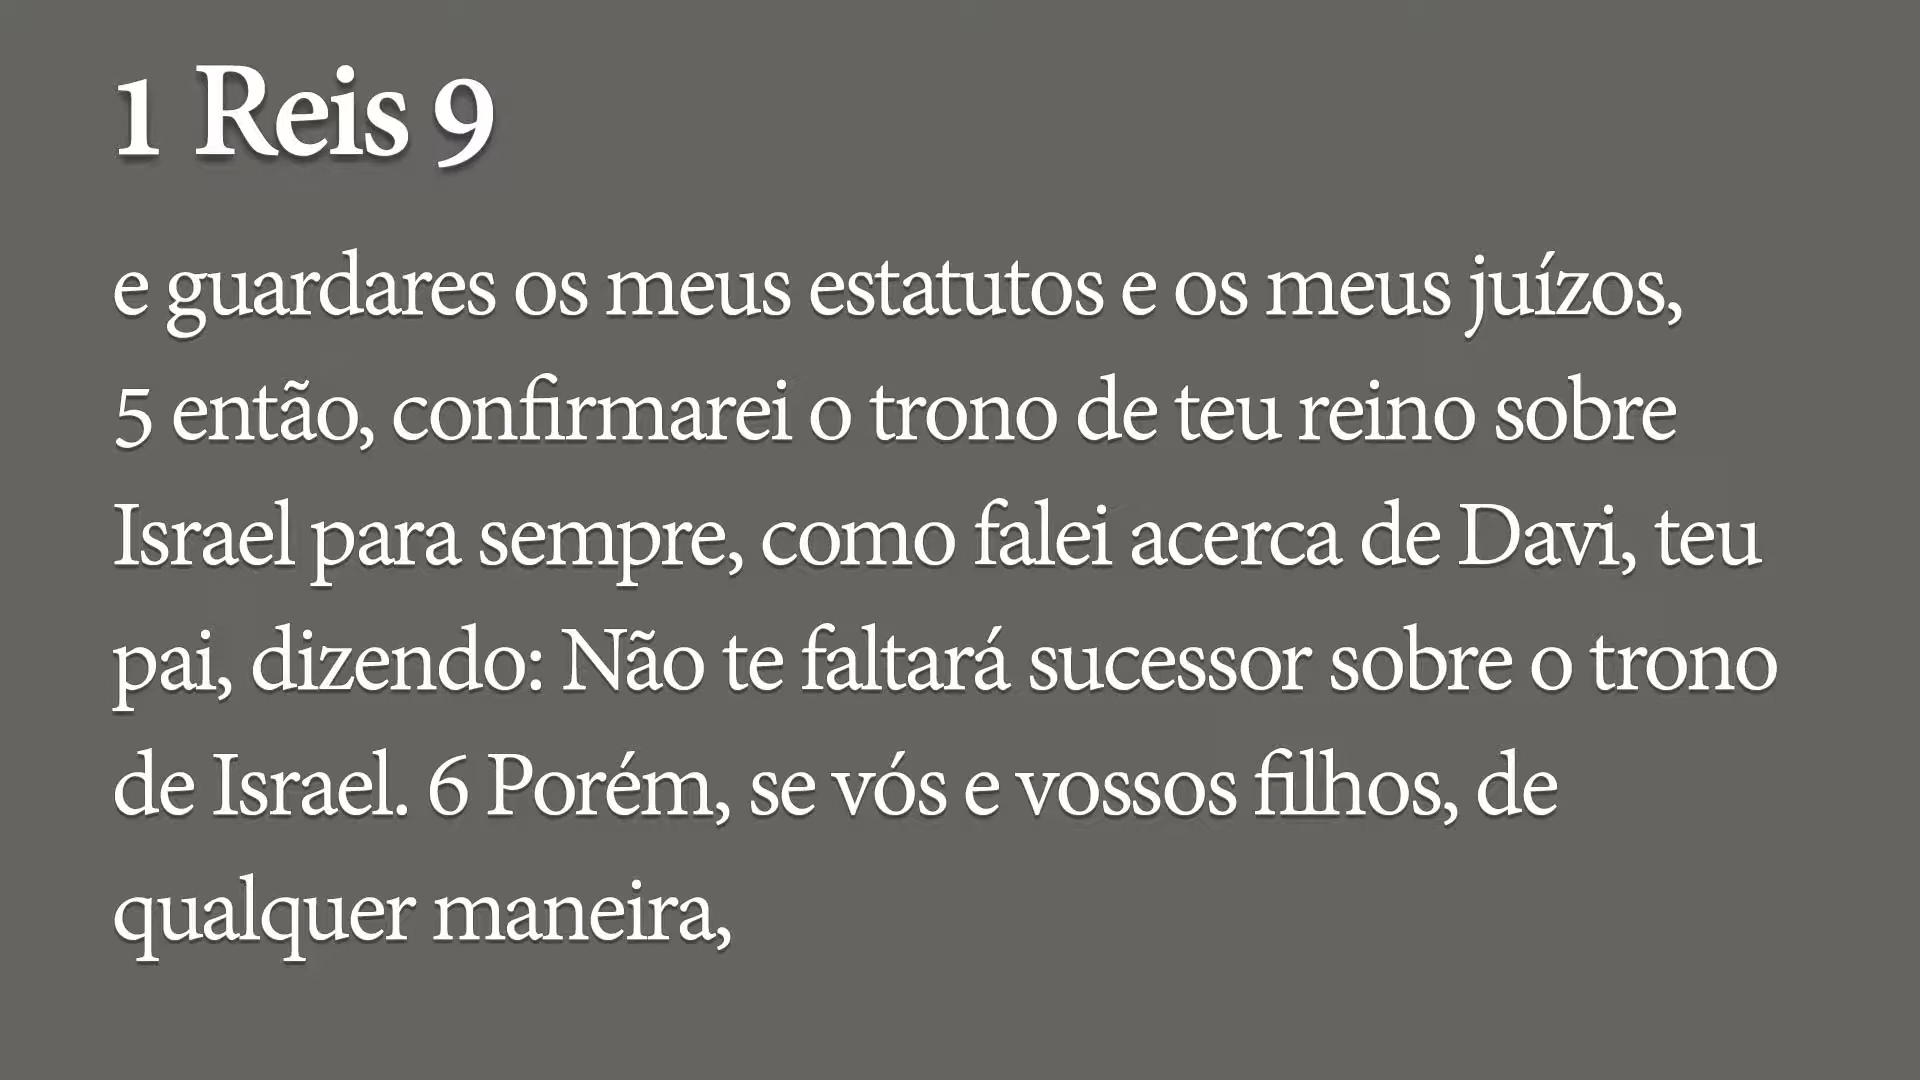 1 Reis 9
e guardares os meus estatutos e os meus juízos,
5 então, confirmarei o trono de teu reino sobre
Israel para sempre, como falei acerca de Davi, teu
pai, dizendo: Não te faltará sucessor sobre o trono
de Israel. 6 Porém, se vós e vossos filhos, de
qualquer maneira,